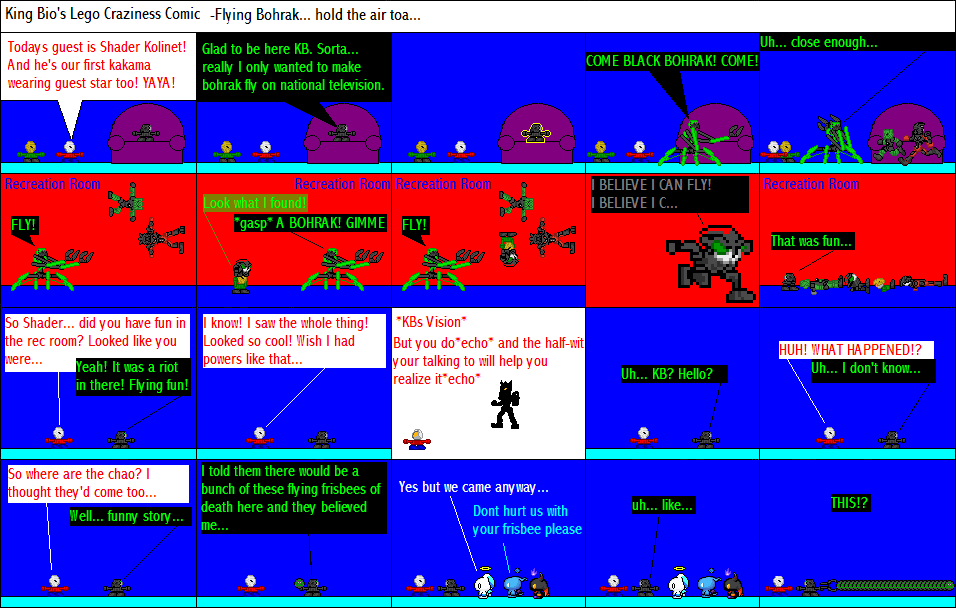 King Bio's Lego Craziness Comic -Flying Bohrak... hold the air toa...
Todays guest is Shader Kolinet!
And he's our first kakama
wearing guest star too! YAYA!
Glad to be here KB. Sorta...
really I only wanted to make
bohrak fly on national television.
COME BLACK BOHRAK! COME!
Uh... close enough...
Recreation Room
FLY!
Recreation Room
Look what I found!
*gasp* A BOHRAK! GIMME
Recreation Room
FLY!
I BELIEVE I CAN FLY!
I BELIEVE I C...
Recreation Room
That was fun...
So Shader... did you have fun in
the rec room? Looked like you
were...
Yeah! It was a riot
in there! Flying fun!
I know! I saw the whole thing!
Looked so cool! Wish I had
powers like that...
*KBs Vision*
But you do*echo* and the half-wit
your talking to will help you
realize it*echo*
Uh... KB? Hello?
HUH! WHAT HAPPENED!?
Uh... I don't know...
So where are the chao? I
thought they'd come too...
Well... funny story...
I told them there would be a
bunch of these flying frisbees of
death here and they believed
me...
Yes but we came anyway...
Dont hurt us with
your frisbee please
uh... like...
THIS!?